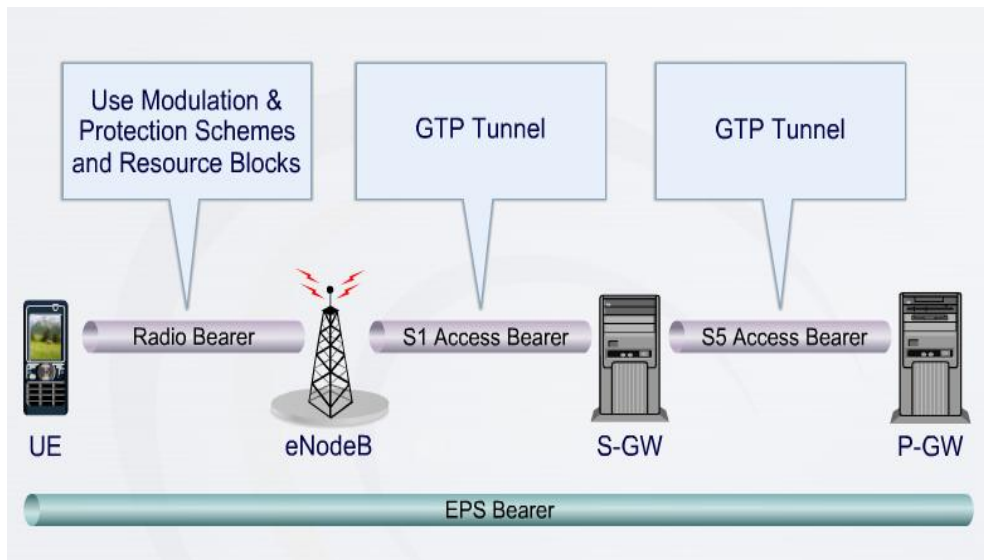 Use Modulation &
Protection Schemes
and Resource Blocks
GTP Tunnel
GTP Tunnel
Radio Bearer
S1 Access Bearer
S5 Access Bearer
UE
eNodeB
S-GW
P-GW
EPS Bearer